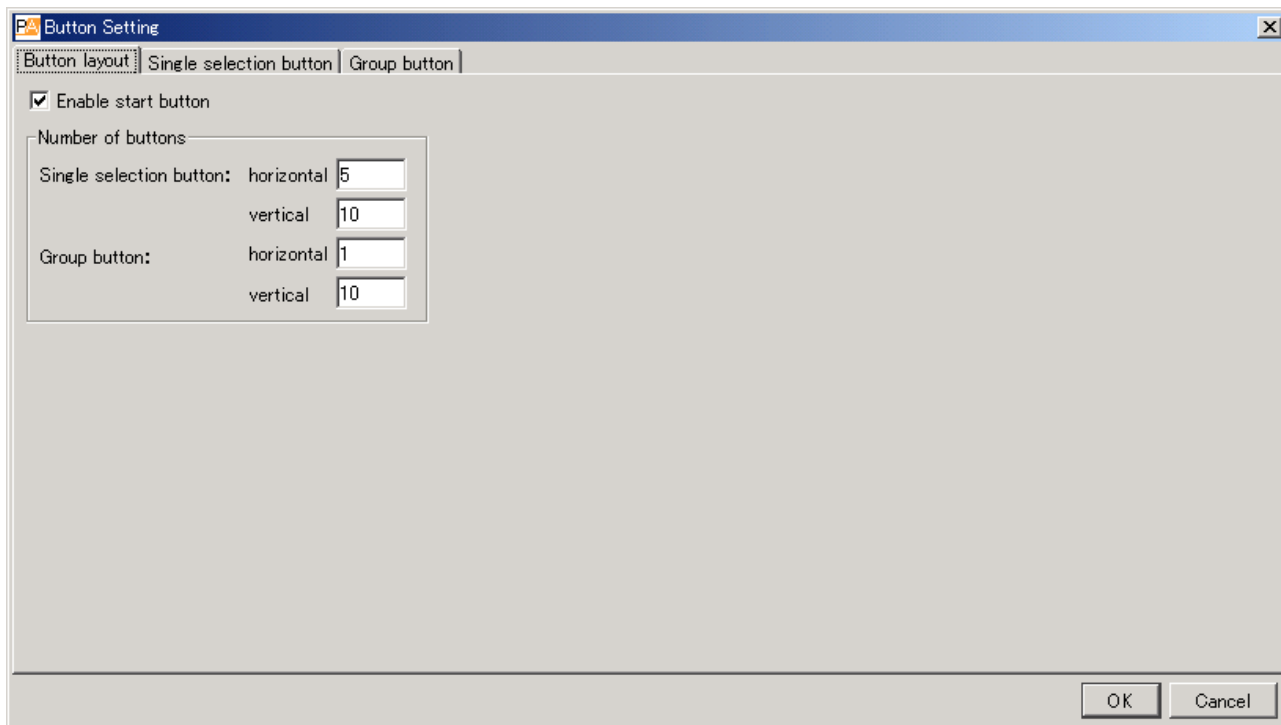 PA Button Setting
Button layout Single selection button Group button
Enable start button
Number of buttons
Single selection button: horizontal 5
vertical 10
Group button: horizontal 1
vertical 10
OK Cancel